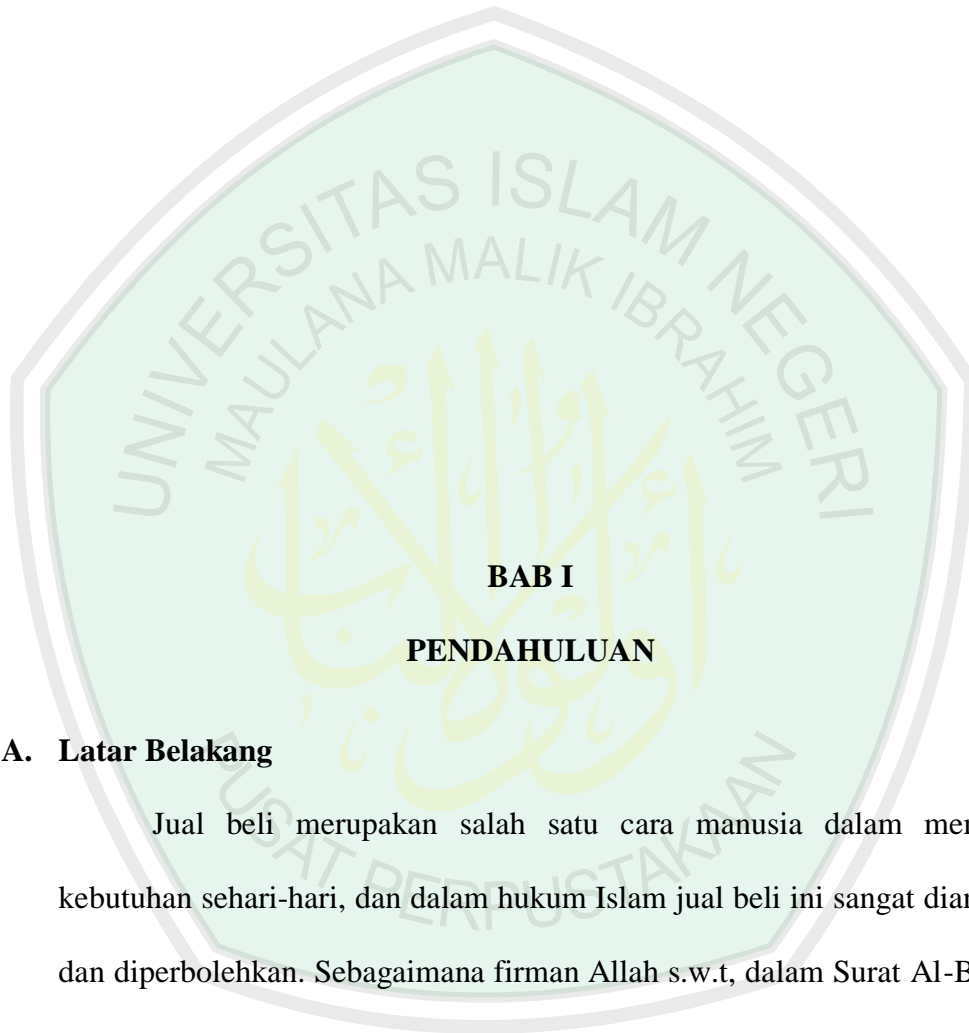 UNIVERSITAS ISLAM NEGERI
MAULANA MALIK IBRAHIM
BAB I
PENDAHULUAN
A. Latar Belakang
Jual beli merupakan salah satu cara manusia dalam
kebutuhan sehari-hari, dan dalam hukum Islam jual beli ini sangat
dan diperbolehkan. Sebagaimana firman Allah s.w.t, dalam Surat
PUSAT PERPUSTAKAAN